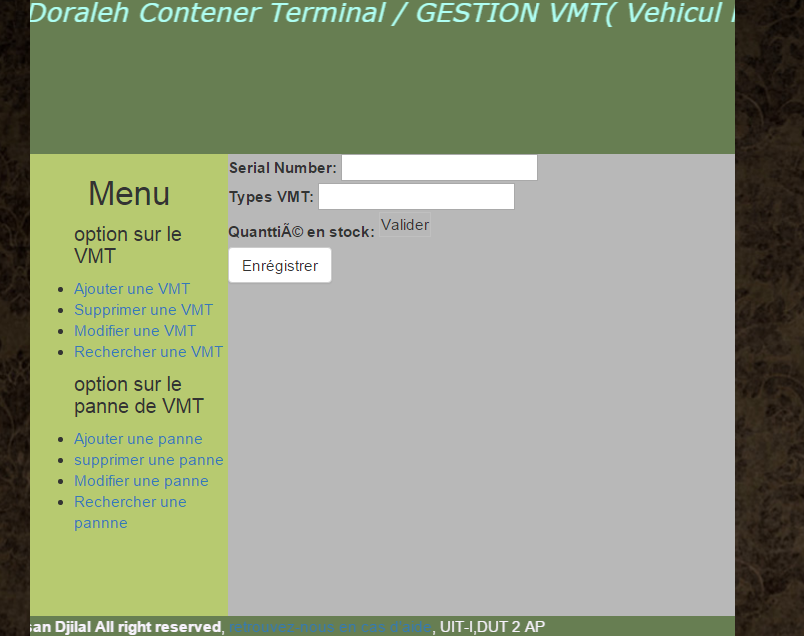 Doraleh Contener Terminal / GESTION VMT( Vehicul
Menu
option sur le
VMT
Ajouter une VMT
Supprimer une VMT
Modifier une VMT
Rechercher une VMT
option sur le
panne de VMT
Ajouter une panne
supprimer une panne
Modifier une panne
Rechercher une
pannne
Serial Number:
Types VMT:
QuanttiÃ© en stock: Valider
Enrégistrer
san Djilal All right reserved, retrouvez-nous en cas d'aide, UIT-I,DUT 2 AP